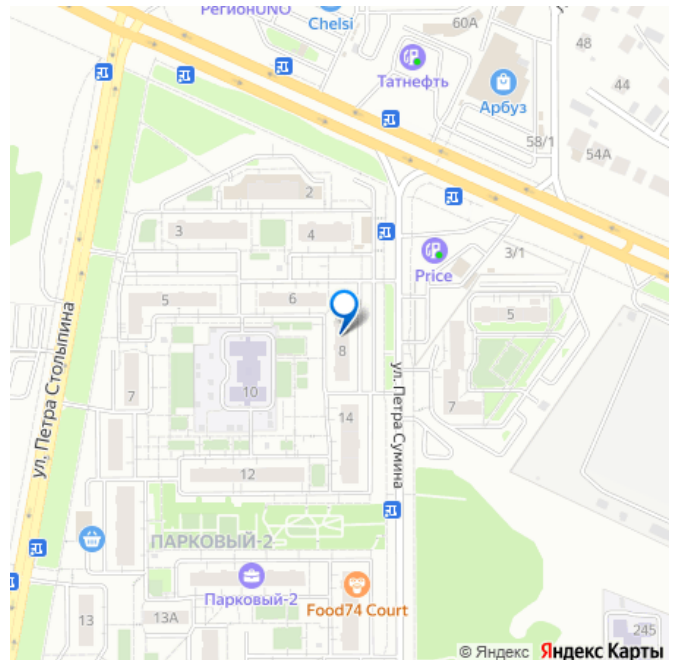 РегионUNO
Chelsi
60А
48
Татнефть
44
Арбуз
58/1
54А
2
3
4
3/1
Price
5
6
5
8
ул. Петра Столыпина
7
10
ул. Петра Сумина
7
14
12
ПАРКОВЫЙ-2
Парковый-2
Food74 Court
13
13А
245
© Яндекс Яндекс Карты